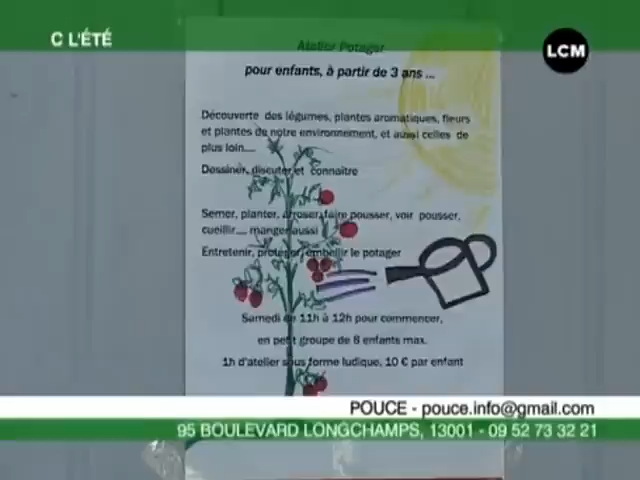 C L'ÉTÉ
LCM
Atelier Potager
pour enfants, à partir de 3 ans ...
Découverte des légumes, plantes aromatiques, fleurs
et plantes de notre environnement, et aussi celles de
plus loin....
Dessiner, discuter et connaître
Semer, planter, arroser, faire pousser, voir pousser,
cueillir.... manger aussi
Entretenir, protéger, embellir le potager
Samedi de 11h à 12h pour commencer,
en petit groupe de 8 enfants max.
1h d'atelier sous forme ludique, 10 € par enfant
POUCE - pouce.info@gmail.com
95 BOULEVARD LONGCHAMPS, 13001 - 09 52 73 32 21